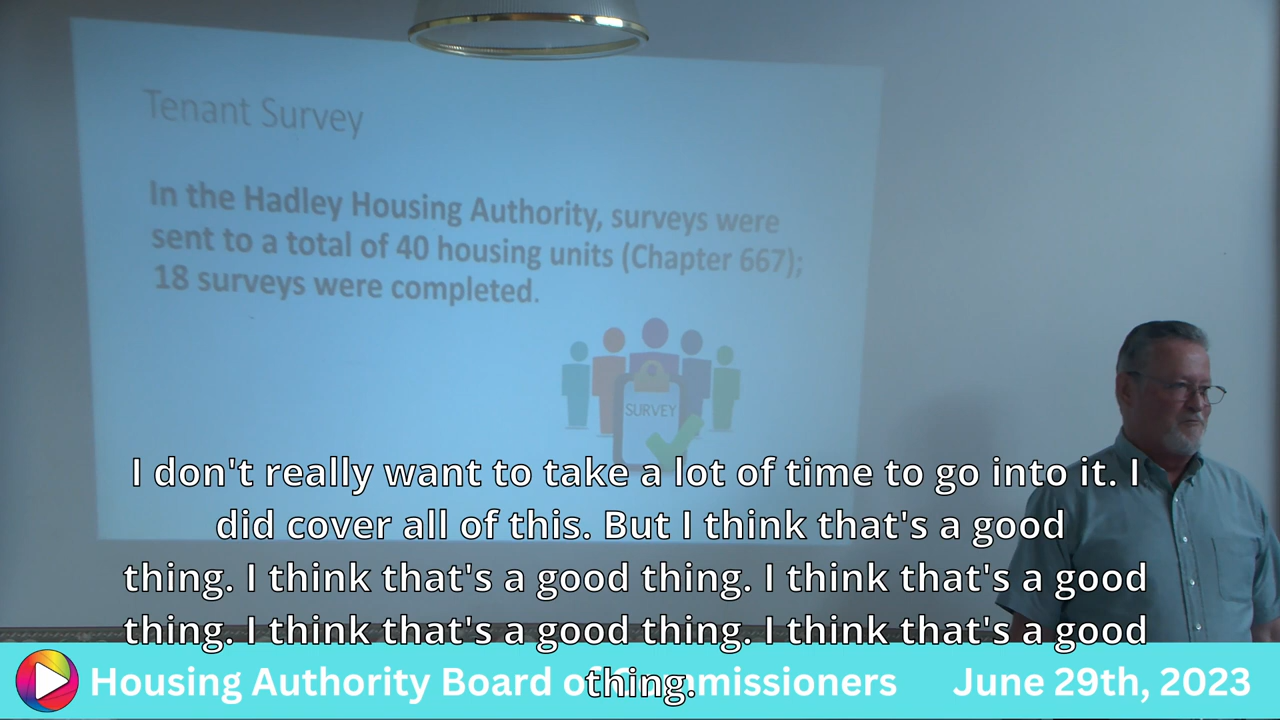 Tenant Survey
In the Hadley Housing Authority, surveys were
sent to a total of 40 housing units (Chapter 667);
18 surveys were completed.
SURVEY
I don't really want to take a lot of time to go into it. I
did cover all of this. But I think that's a good
thing. I think that's a good thing. I think that's a good
thing. I think that's a good thing. I think that's a good
thing.
Housing Authority Board of Commissioners
June 29th, 2023